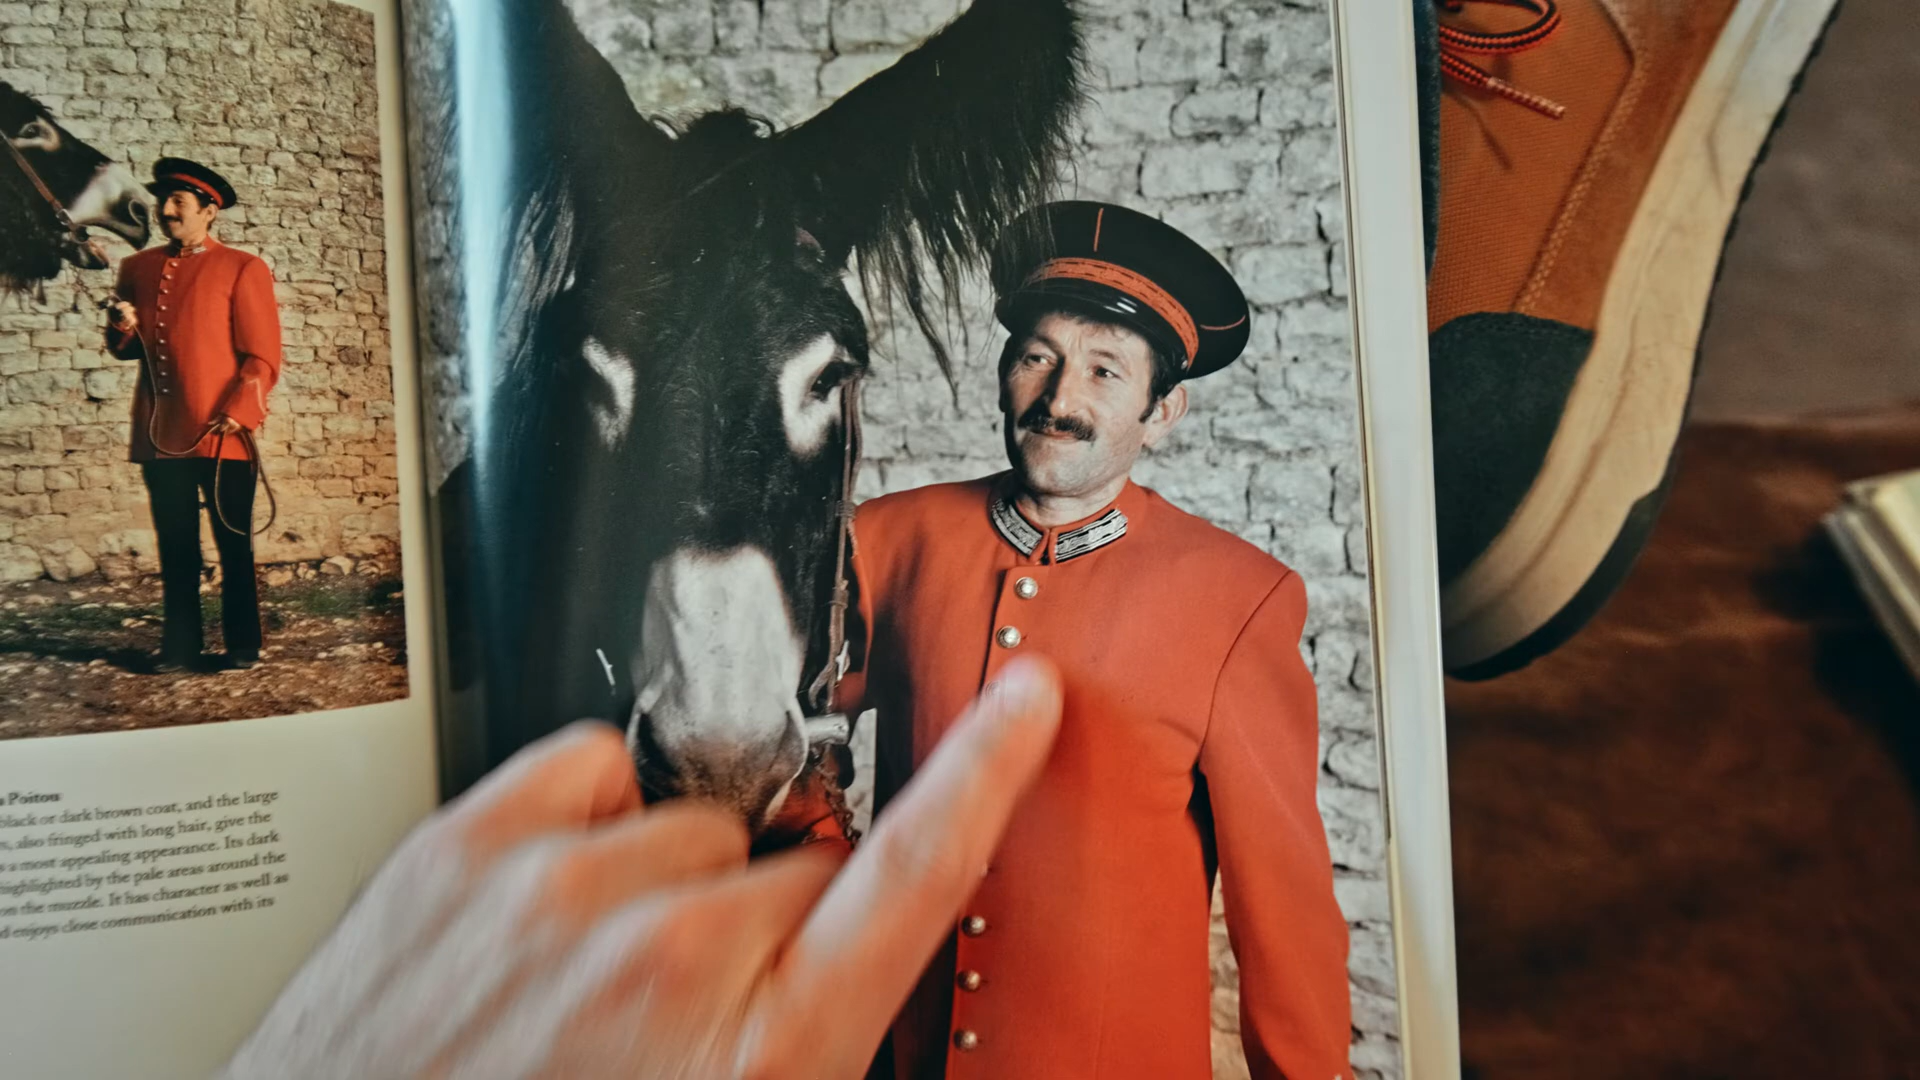 Poitou
black or dark brown coat, and the large
also fringed with long hair, give the
a most appealing appearance. Its dark
highlighted by the pale areas around the
on the muzzle. It has character as well as
enjoys close communication with its